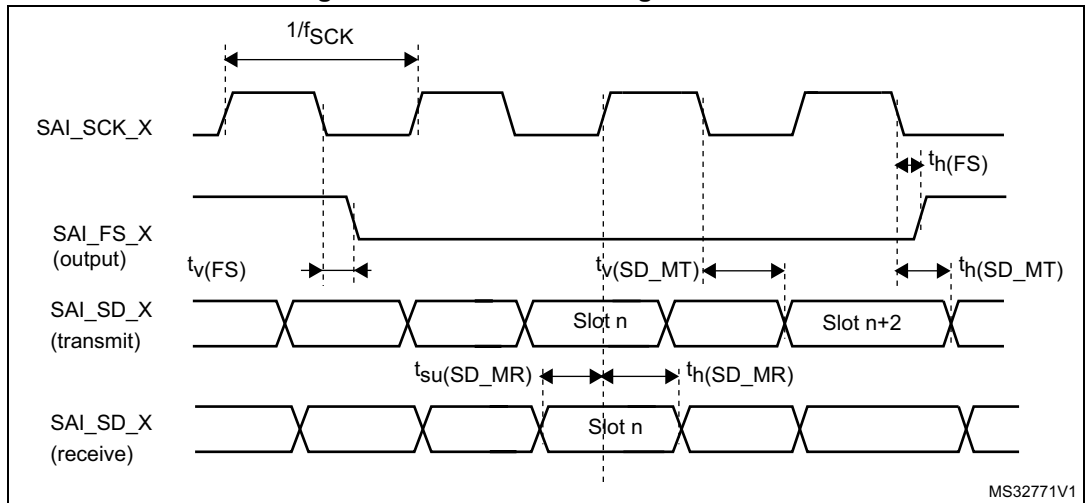 1/fSCK
SAI_SCK_X
th(FS)
SAI_FS_X
(output)
tv(FS)
tv(SD_MT)
th(SD_MT)
SAI_SD_X
(transmit)
Slot n
Slot n+2
tsu(SD_MR)
th(SD_MR)
SAI_SD_X
(receive)
Slot n
MS32771V1